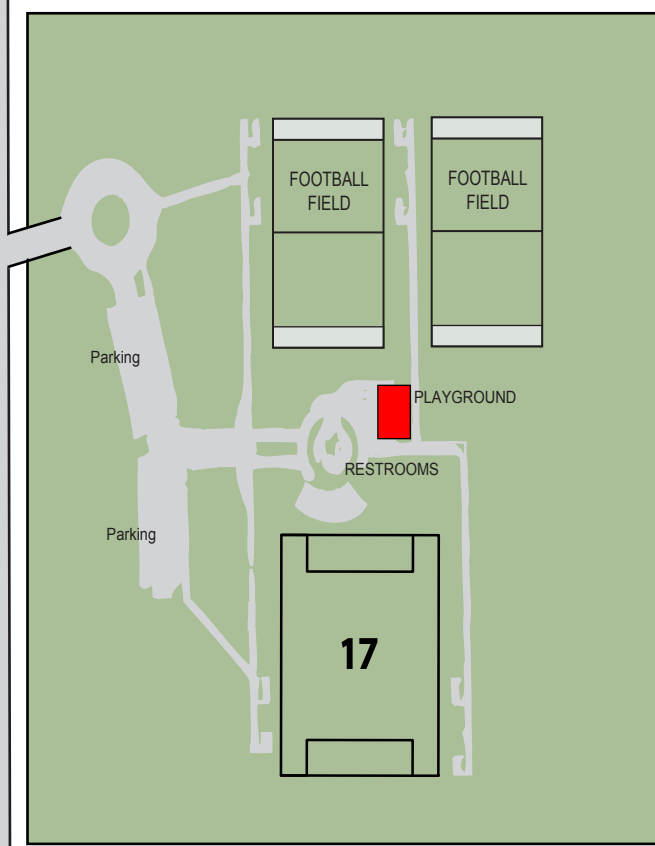 FOOTBALL
FIELD
FOOTBALL
FIELD
Parking
PLAYGROUND
RESTROOMS
Parking
17